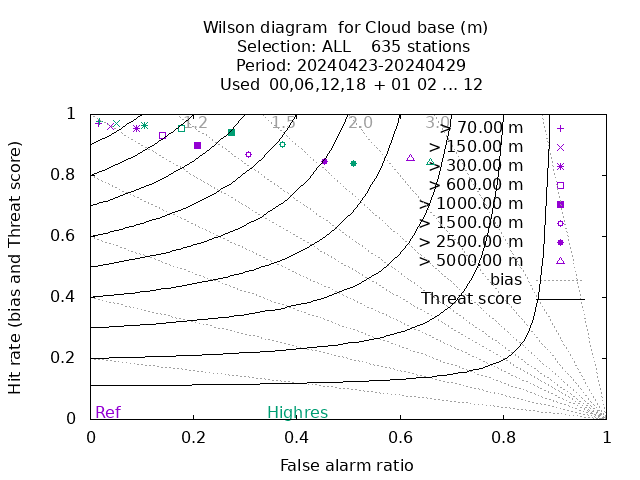 Wilson diagram  for Cloud base (m)
Selection: ALL    635 stations
Period: 20240423-20240429
Used  00,06,12,18  + 01 02 ... 12
Hit rate (bias and Threat score)
1
0.8
0.6
0.4
0.2
0
1.2
1.5
2.0
3.0
> 70.00 m
> 150.00 m
> 300.00 m
> 600.00 m
> 1000.00 m
> 1500.00 m
> 2500.00 m
> 5000.00 m
bias
Threat score
Ref
Highres
0 0.2 0.4 0.6 0.8 1
False alarm ratio